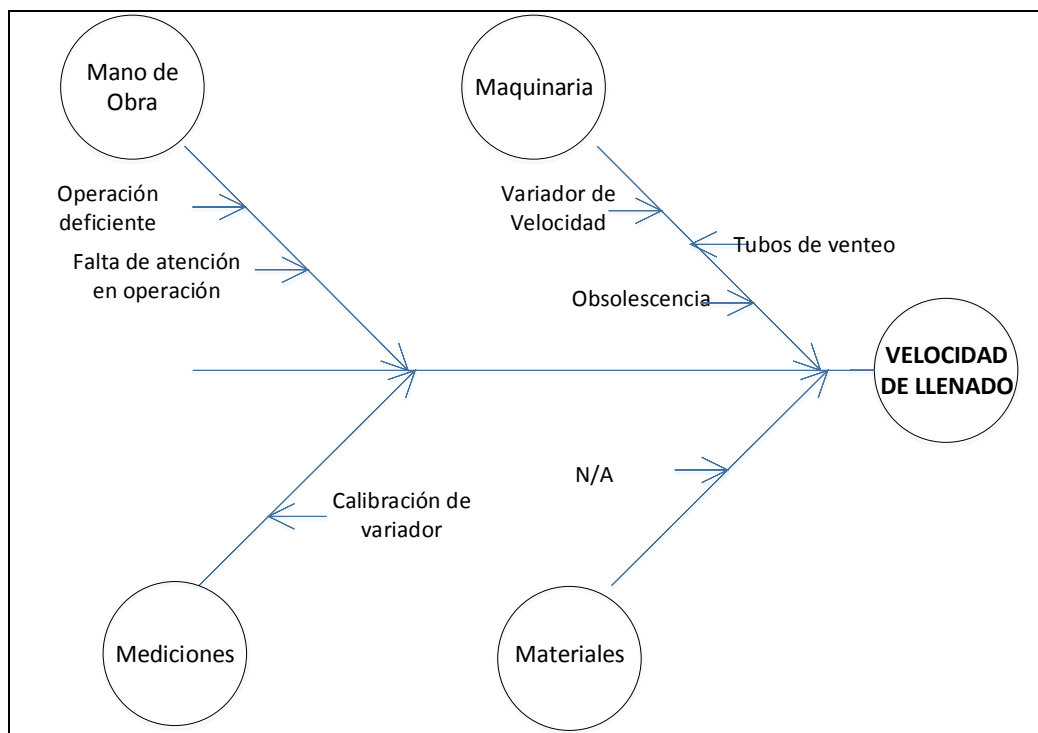 Mano de
Obra
Maquinaria
Operación
deficiente
Variador de
Velocidad
Tubos de venteo
Falta de atención
en operación
Obsolescencia
VELOCIDAD
DE LLENADO
N/A
Calibración de
variador
Mediciones
Materiales